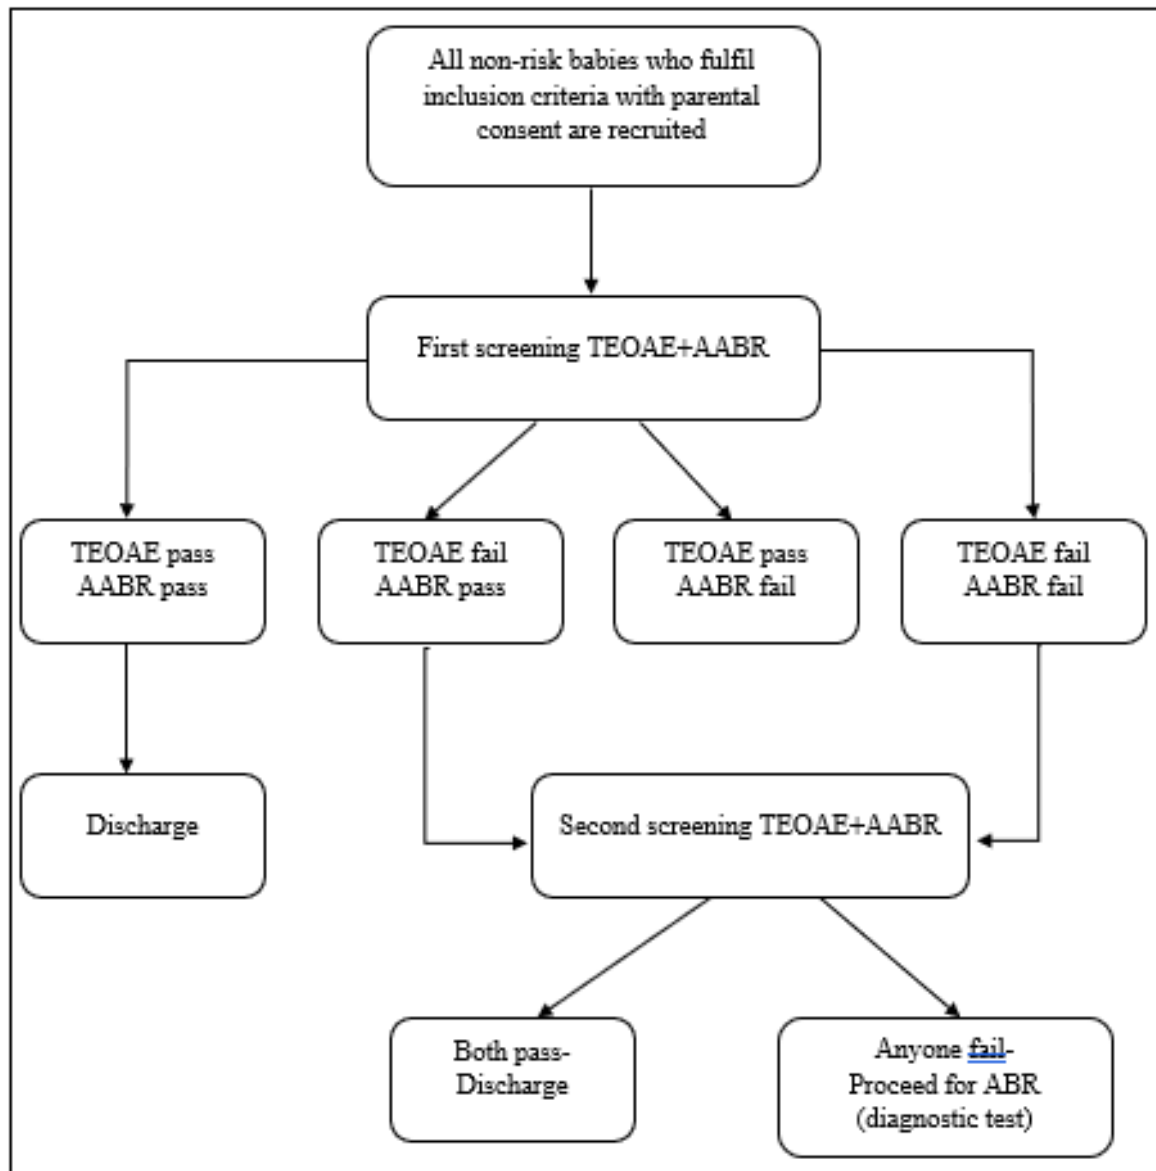 All non-risk babies who fulfil
inclusion criteria with parental
consent are recruited
First screening TEOAE+AABR
TEOAE pass
AABR pass
TEOAE fail
AABR pass
TEOAE pass
AABR fail
TEOAE fail
AABR fail
Discharge
Second screening TEOAE+AABR
Both pass-
Discharge
Anyone fail-
Proceed for ABR
(diagnostic test)